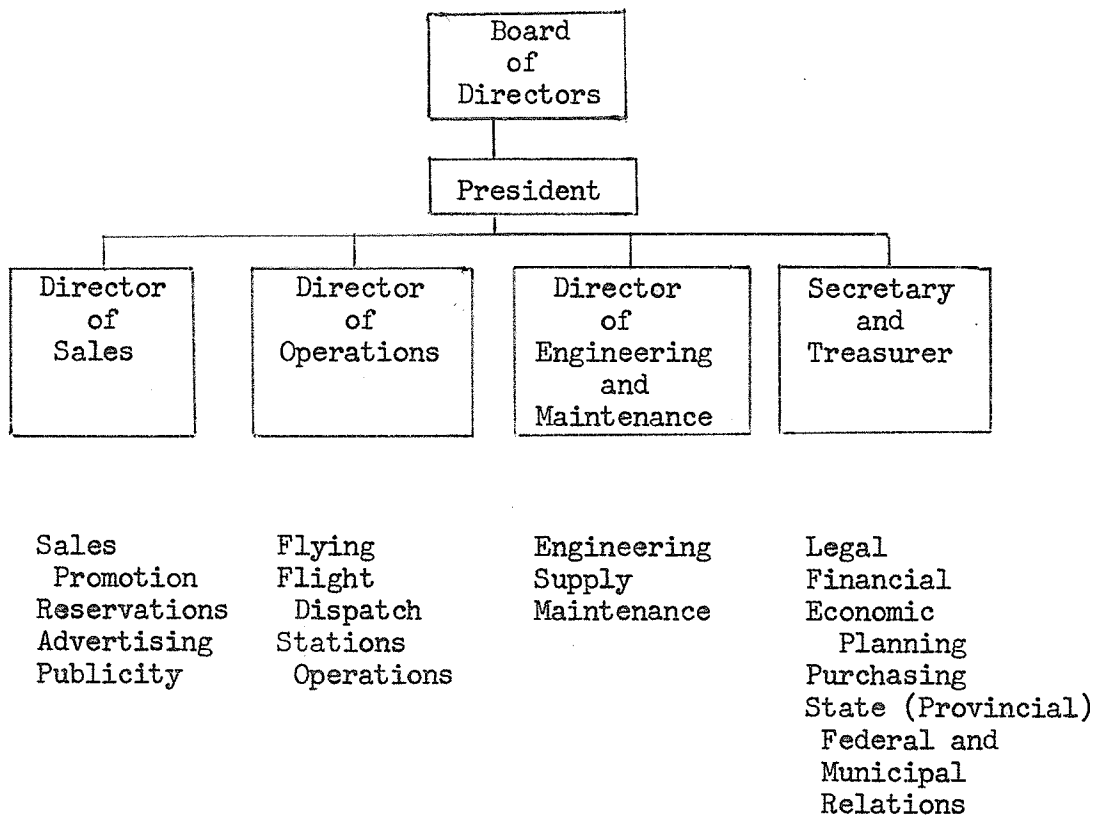 Board
of
Directors
President
Director
of
Sales
Director
of
Operations
Director
of
Engineering
and
Maintenance
Secretary
and
Treasurer
Sales
Promotion
Reservations
Advertising
Publicity
Flying
Flight
Dispatch
Stations
Operations
Engineering
Supply
Maintenance
Legal
Financial
Economic
Planning
Purchasing
State (Provincial)
Federal and
Municipal
Relations